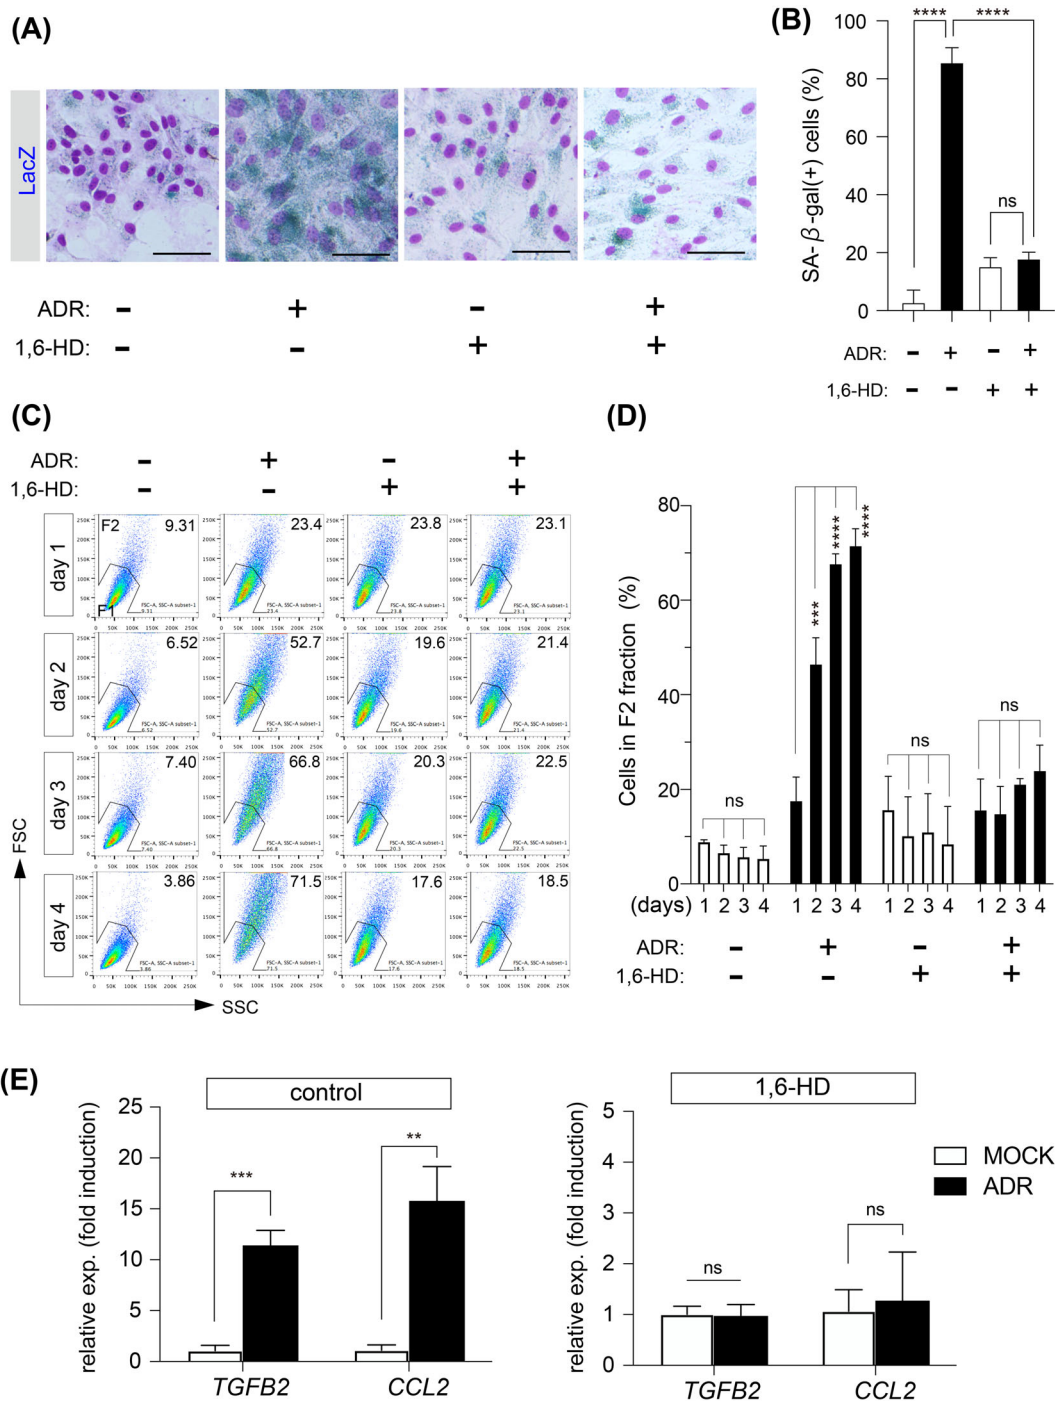 (A)
LacZ
ADR: − + − +
1,6-HD: − − + +
(B)
SA-β-gal(+) cells (%)
100
80
60
40
20
0
**** ****
ns
ADR: − + − +
1,6-HD: − − + +
(C)
ADR: − + − +
1,6-HD: − − + +
day 1
F2 9.31 23.4 23.8 23.1
F1
day 2
6.52 52.7 19.6 21.4
day 3
7.40 66.8 20.3 22.5
day 4
3.86 71.5 17.6 18.5
FSC
SSC
(D)
Cells in F2 fraction (%)
80
60
40
20
0
ns
*** **** ****
ns
ns
(days) 1 2 3 4 1 2 3 4 1 2 3 4 1 2 3 4
ADR: − + − +
1,6-HD: − − + +
(E)
control
relative exp. (fold induction)
25
20
15
10
5
0
***
**
TGFB2 CCL2
1,6-HD
relative exp. (fold induction)
5
4
3
2
1
0
ns
ns
TGFB2 CCL2
MOCK
ADR